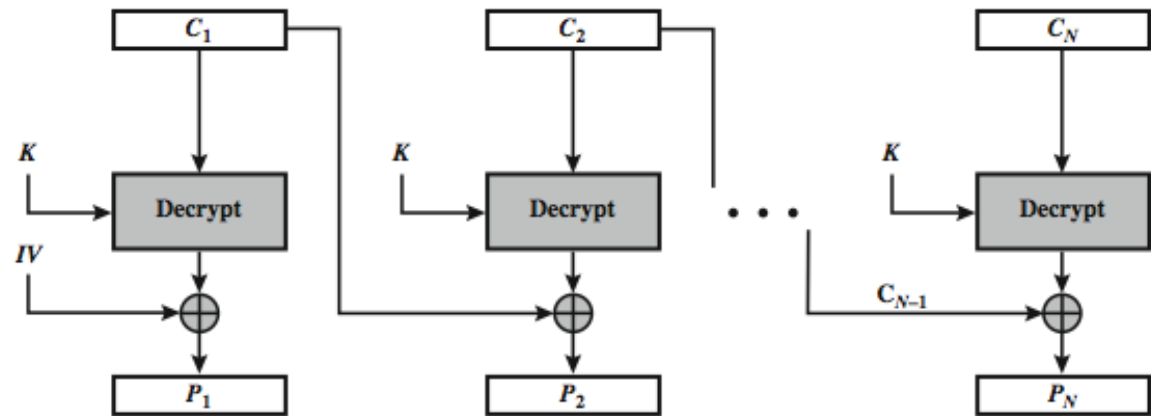 C1 C2 CN
K K K
Decrypt Decrypt Decrypt
IV
CN–1
P1 P2 PN